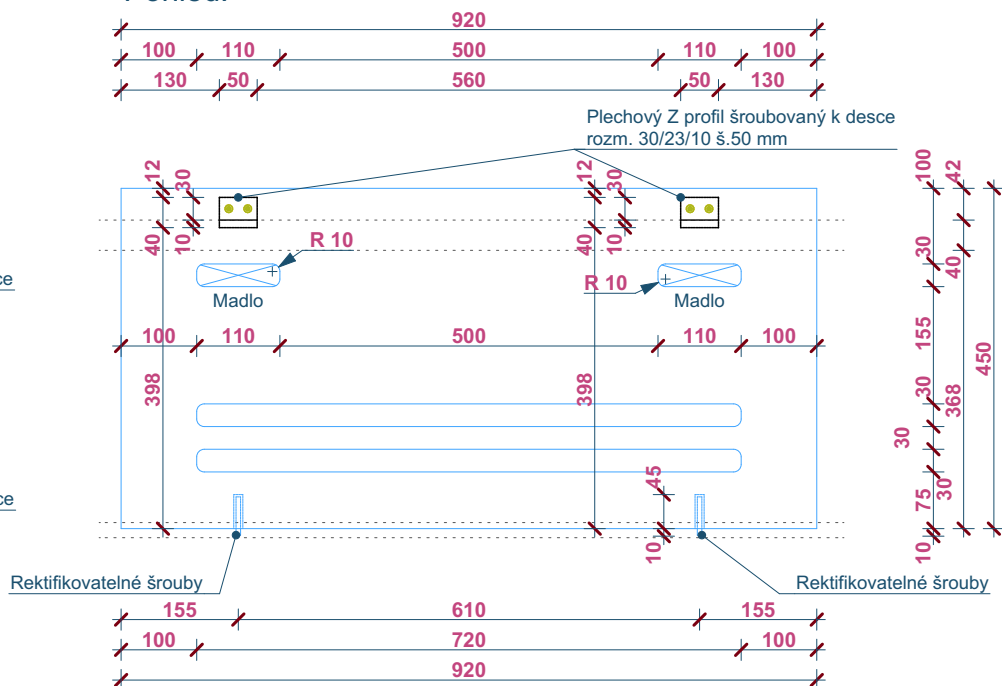 920
100 110 500 110 100
130 50 560 50 130
Plechový Z profil šroubovaný k desce
rozm. 30/23/10 š.50 mm
12 30 12 30 100 42
40 10 40 10 30 40
R 10
R 10
Madlo Madlo
100 110 500 110 100
155 450
398 398 30 368
30
45 75 30
10 10
Rektifikovatelné šrouby Rektifikovatelné šrouby
155 610 155
100 720 100
920